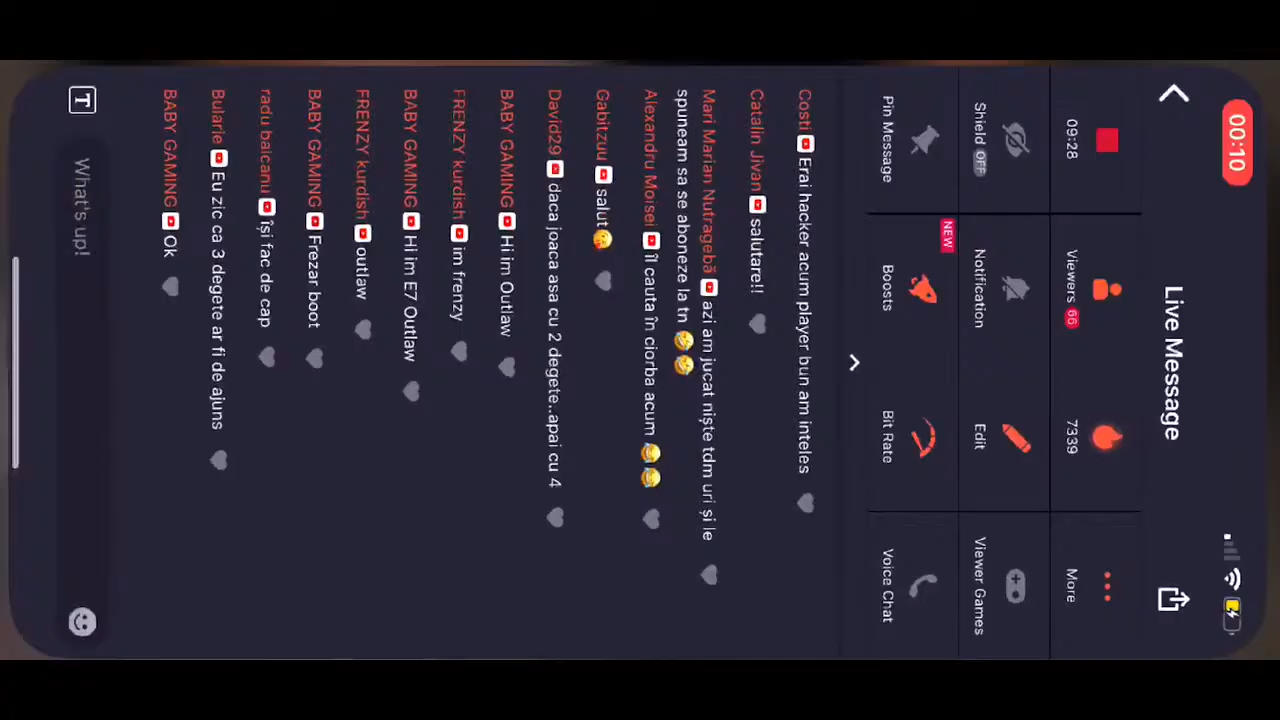 00:10
Live Message
09:28
Viewers 66
7339
More
Shield OFF
Notification
Edit
Viewer Games
Pin Message
NEW
Boosts
Bit Rate
Voice Chat
Costi Erai hacker acum player bun am inteles
Catalin Jivan salutare!!
Mari Marian Nutragebă azi am jucat niște tdm uri și le
spuneam sa se aboneze la tn 😂😂
Alexandru Moisei îl cauta în ciorba acum 😂😂
Gabitzuu salut😘
David29 daca joaca asa cu 2 degete..apai cu 4
BABY GAMING Hi im Outlaw
FRENZY kurdish im frenzy
BABY GAMING Hi im E7 Outlaw
FRENZY kurdish outlaw
BABY GAMING Frezar boot
radu baicanu își fac de cap
Bularie Eu zic ca 3 degete ar fi de ajuns
BABY GAMING Ok
T
What's up!